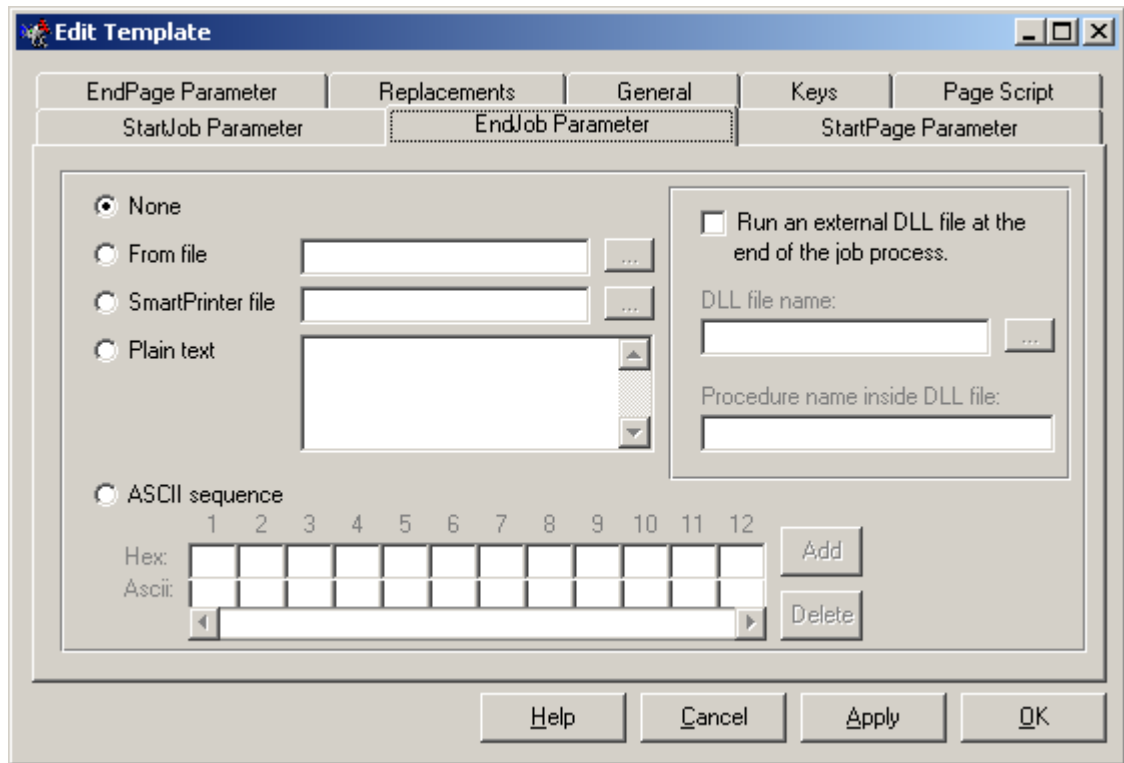 Edit Template
EndPage Parameter Replacements General Keys Page Script
StartJob Parameter EndJob Parameter StartPage Parameter
None
From file ...
SmartPrinter file ...
Plain text
Run an external DLL file at the
end of the job process.
DLL file name:
...
Procedure name inside DLL file:
ASCII sequence
1 2 3 4 5 6 7 8 9 10 11 12
Hex:
Ascii:
Add
Delete
Help Cancel Apply OK